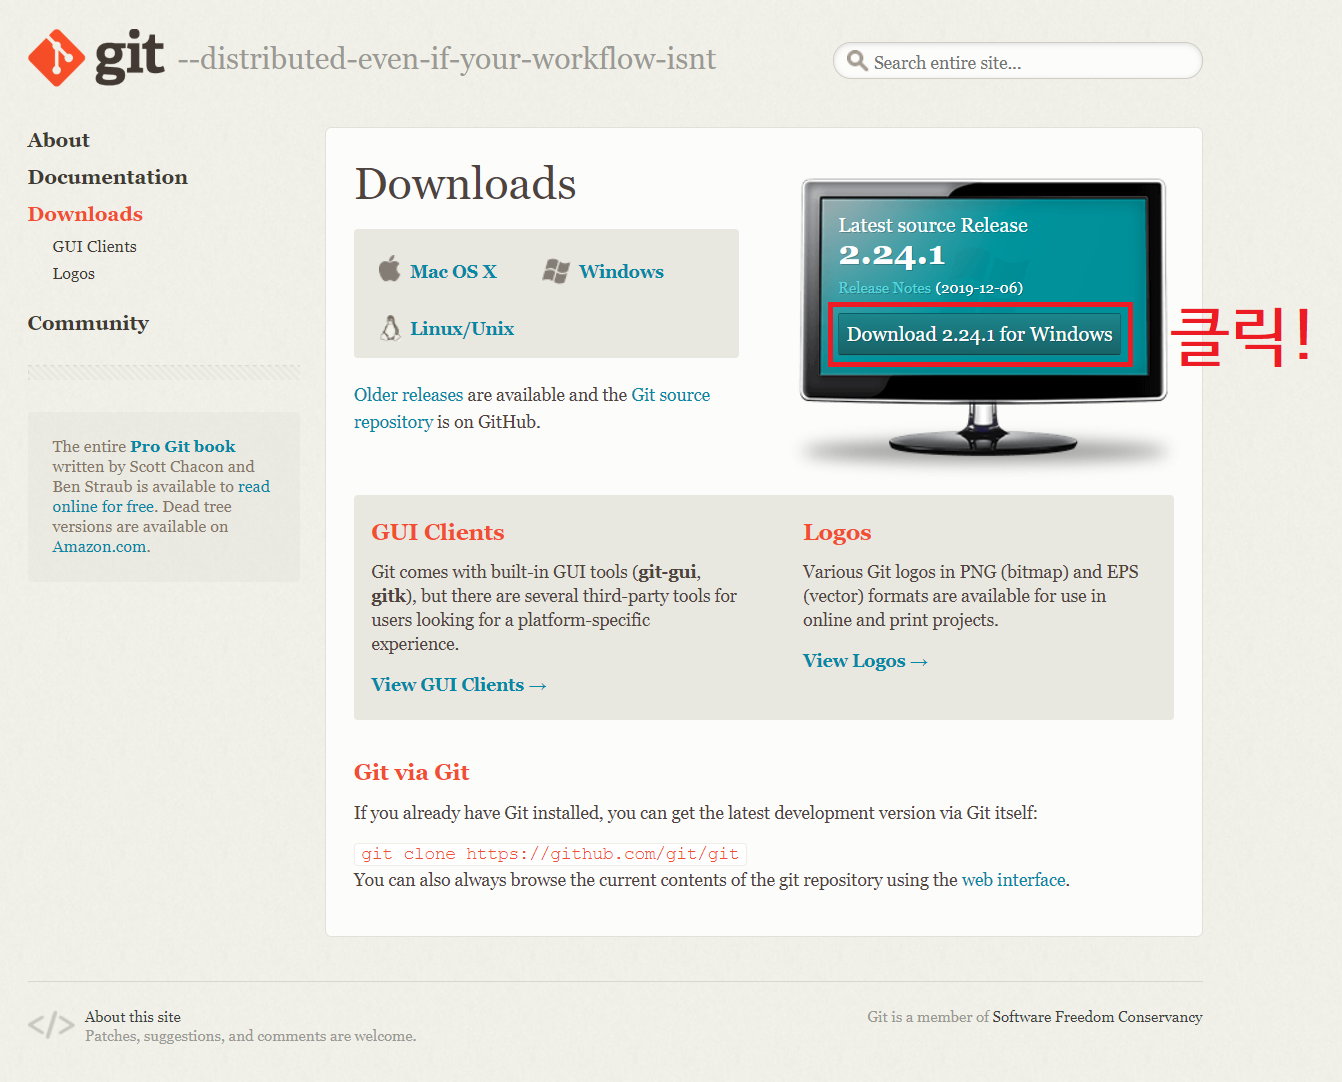 git --distributed-even-if-your-workflow-isnt
Search entire site...
About
Documentation
Downloads
GUI Clients
Logos
Community
The entire Pro Git book
written by Scott Chacon and
Ben Straub is available to read
online for free. Dead tree
versions are available on
Amazon.com.
Downloads
Mac OS X
Windows
Linux/Unix
Older releases are available and the Git source
repository is on GitHub.
Latest source Release
2.24.1
Release Notes (2019-12-06)
Download 2.24.1 for Windows
클릭!
GUI Clients
Git comes with built-in GUI tools (git-gui,
gitk), but there are several third-party tools for
users looking for a platform-specific
experience.
View GUI Clients →
Logos
Various Git logos in PNG (bitmap) and EPS
(vector) formats are available for use in
online and print projects.
View Logos →
Git via Git
If you already have Git installed, you can get the latest development version via Git itself:
git clone https://github.com/git/git
You can also always browse the current contents of the git repository using the web interface.
</> About this site
Patches, suggestions, and comments are welcome.
Git is a member of Software Freedom Conservancy